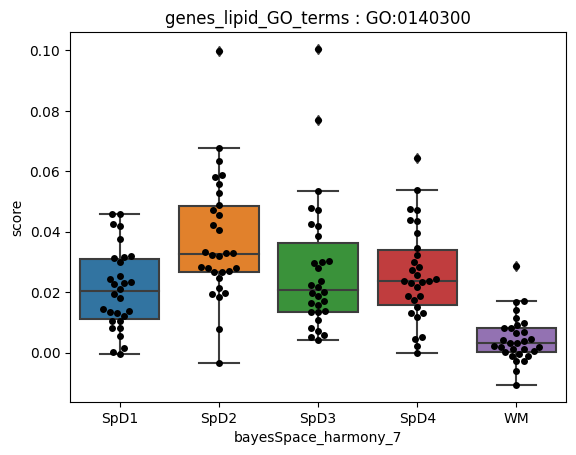 genes_lipid_GO_terms : GO:0140300
0.10
0.08
0.06
0.04
0.02
0.00
score
SpD1 SpD2 SpD3 SpD4 WM
bayesSpace_harmony_7